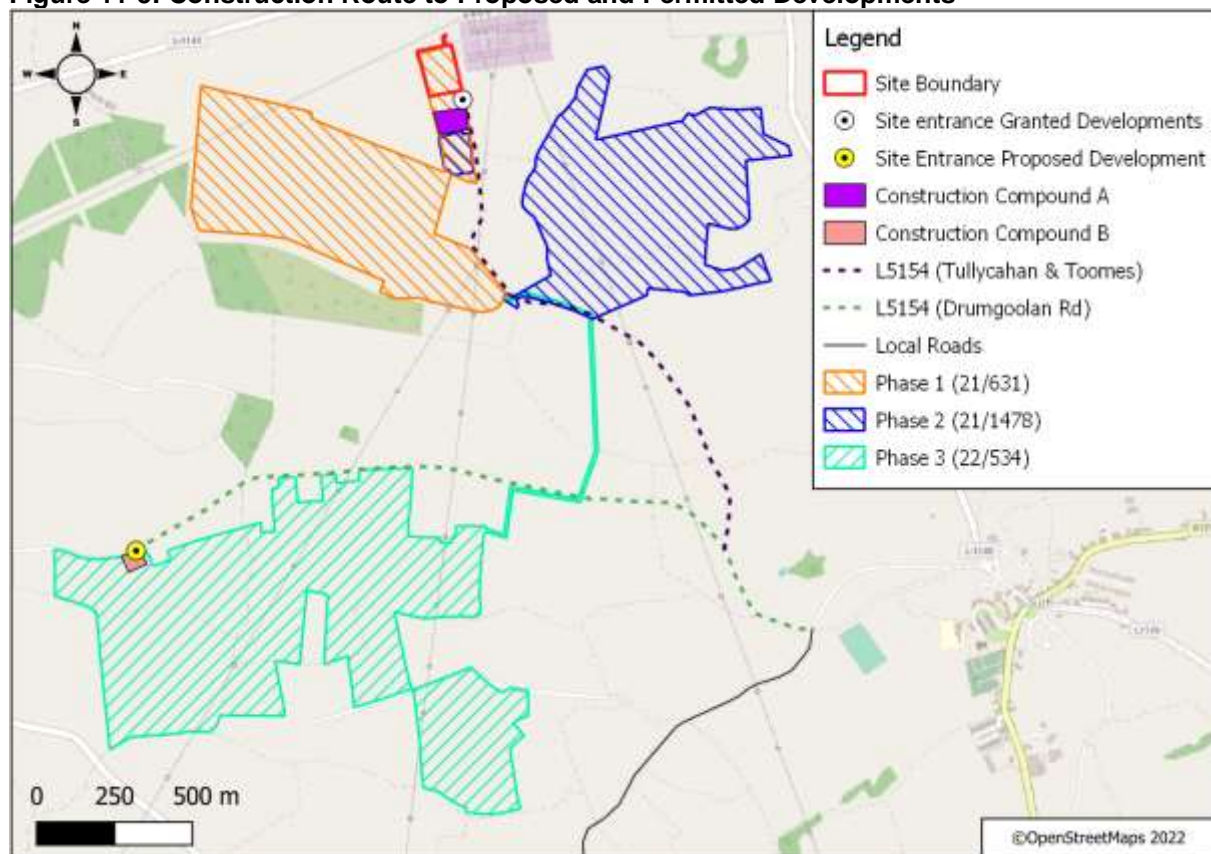 Figure 11-3: Construction Route to Proposed and Permitted Developments
N
W
E
S
Legend
Site Boundary
Site entrance Granted Developments
Site Entrance Proposed Development
Construction Compound A
Construction Compound B
L5154 (Tullycahan & Toomes)
L5154 (Drumgoolan Rd)
Local Roads
Phase 1 (21/631)
Phase 2 (21/1478)
Phase 3 (22/534)
0 250 500 m
©OpenStreetMaps 2022